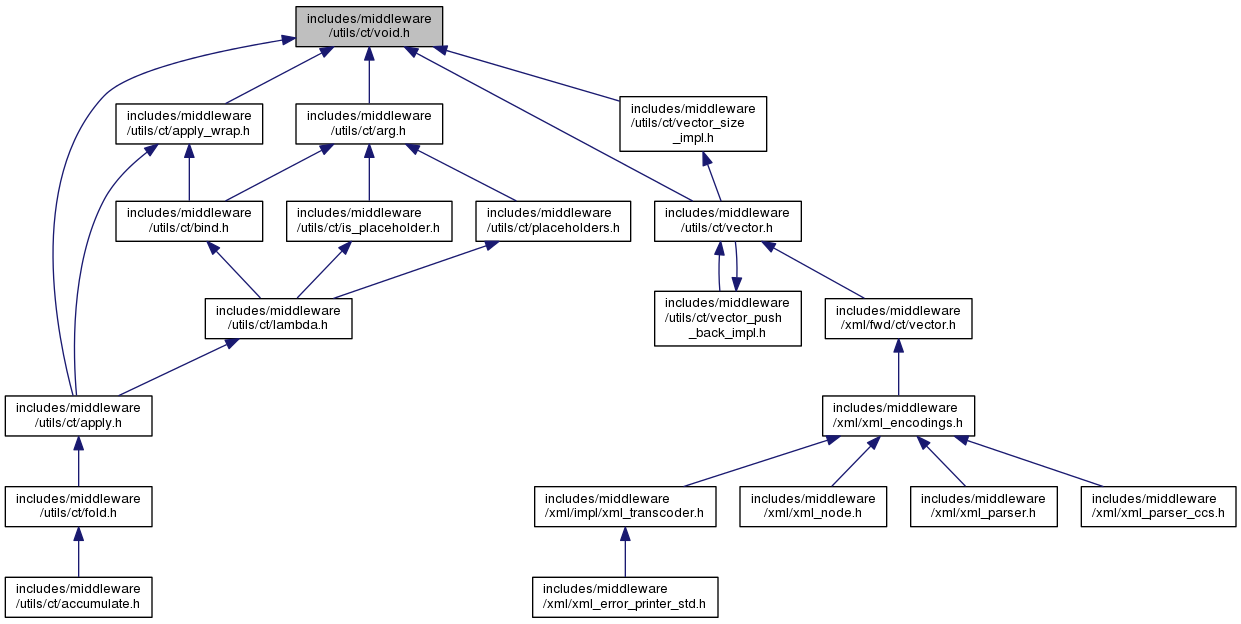 includes/middleware
/utils/ct/void.h
includes/middleware
/utils/ct/apply_wrap.h
includes/middleware
/utils/ct/arg.h
includes/middleware
/utils/ct/vector_size
_impl.h
includes/middleware
/utils/ct/bind.h
includes/middleware
/utils/ct/is_placeholder.h
includes/middleware
/utils/ct/placeholders.h
includes/middleware
/utils/ct/vector.h
includes/middleware
/utils/ct/lambda.h
includes/middleware
/utils/ct/vector_push
_back_impl.h
includes/middleware
/xml/fwd/ct/vector.h
includes/middleware
/utils/ct/apply.h
includes/middleware
/xml/xml_encodings.h
includes/middleware
/utils/ct/fold.h
includes/middleware
/xml/impl/xml_transcoder.h
includes/middleware
/xml/xml_node.h
includes/middleware
/xml/xml_parser.h
includes/middleware
/xml/xml_parser_ccs.h
includes/middleware
/utils/ct/accumulate.h
includes/middleware
/xml/xml_error_printer_std.h